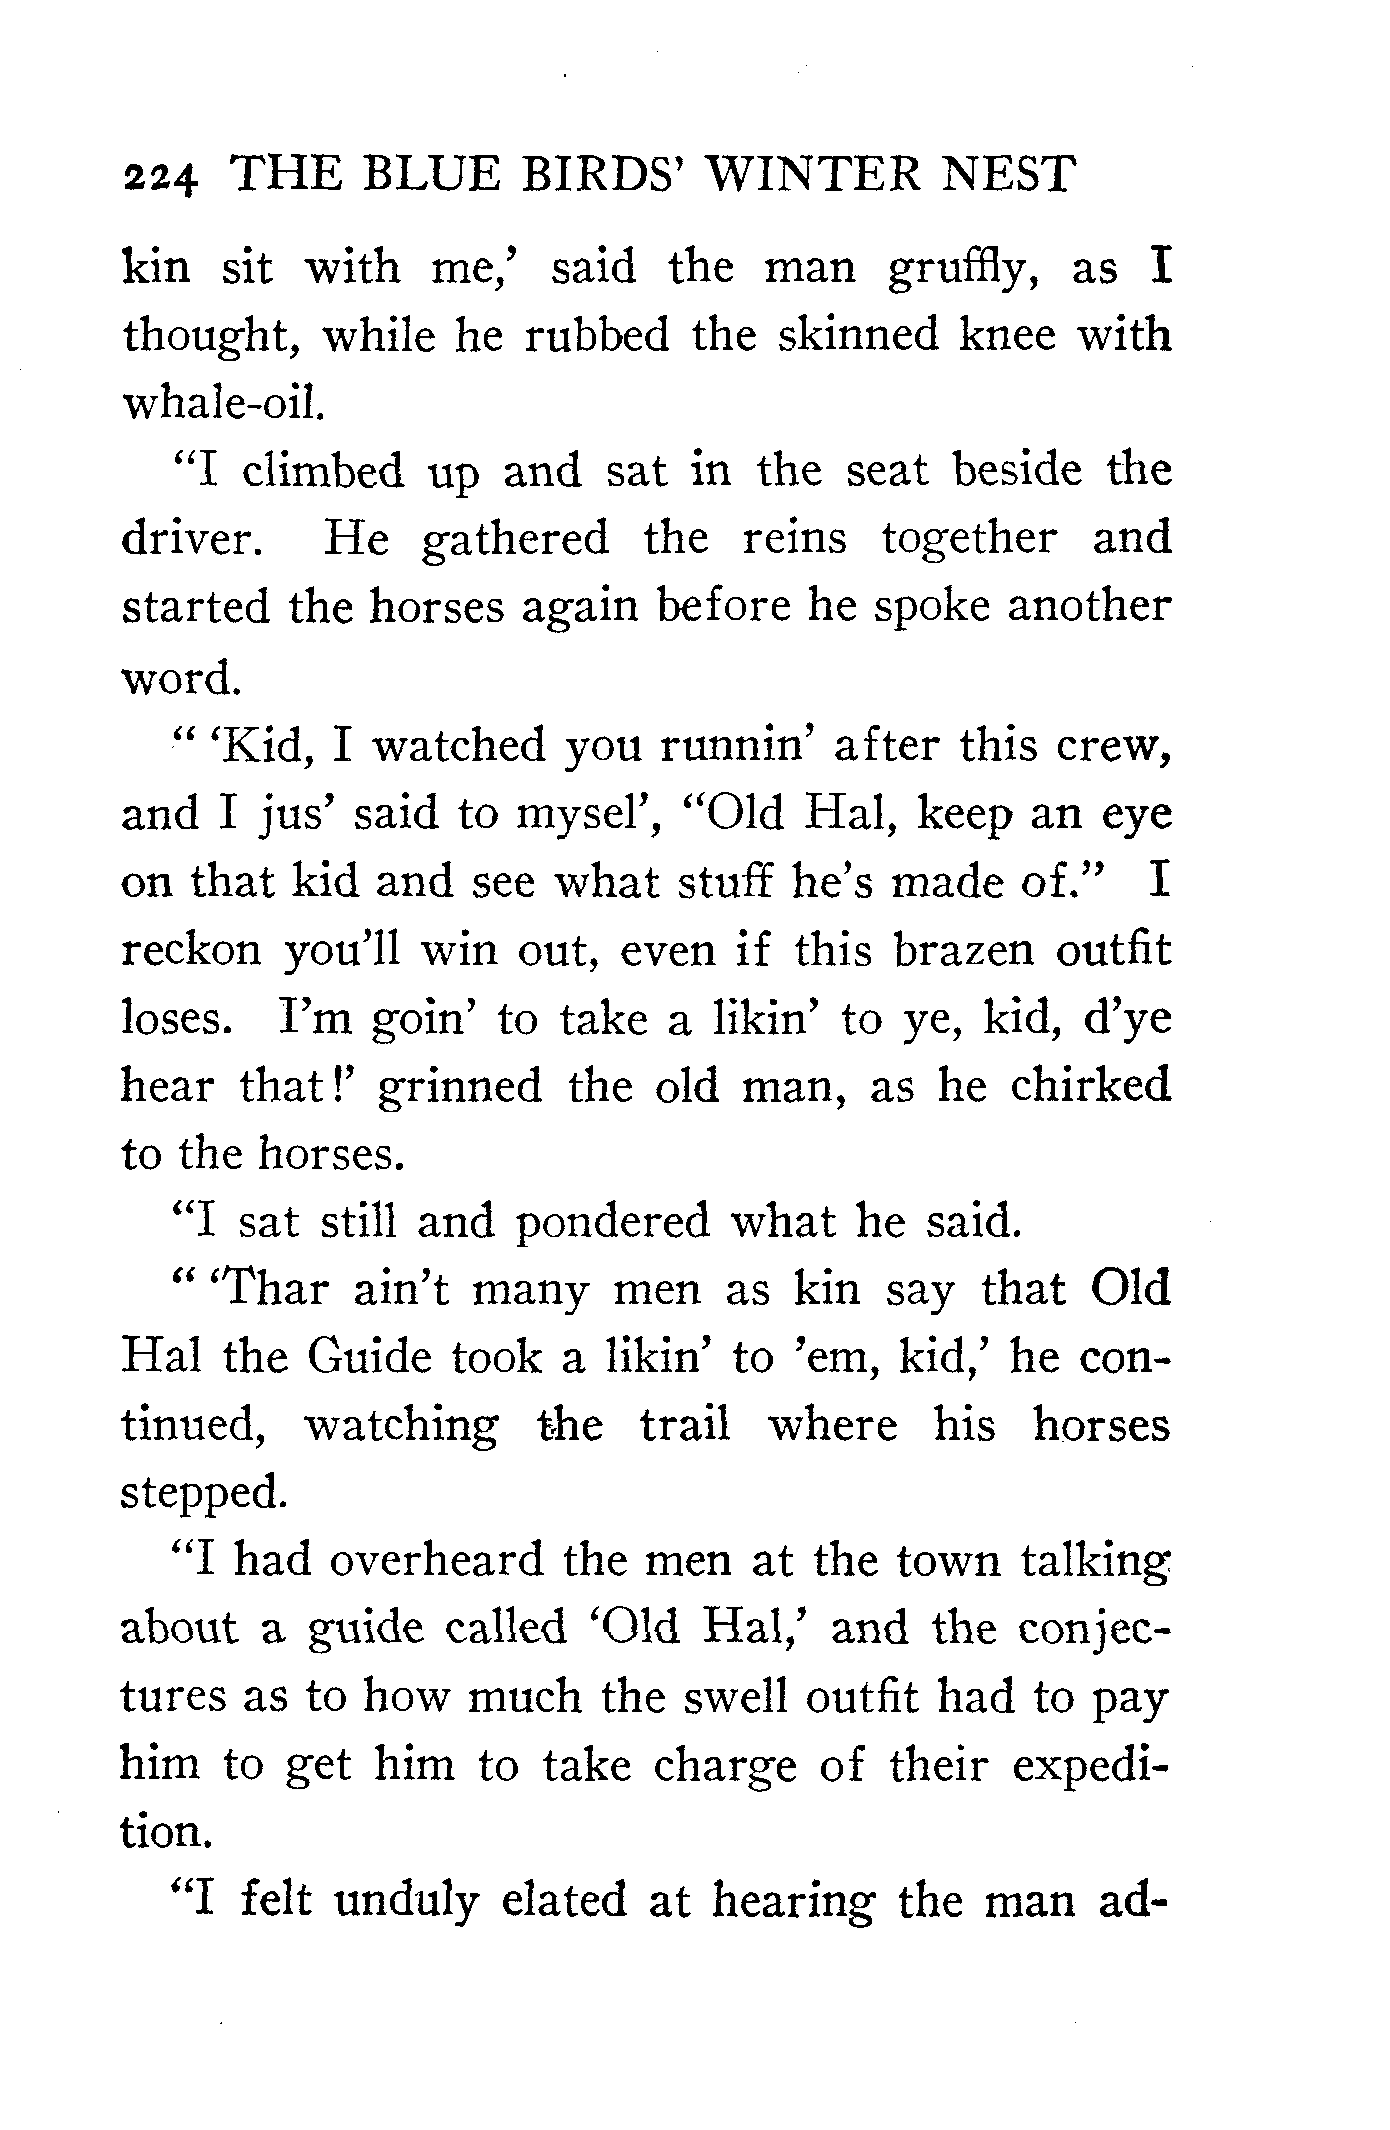 224 THE BLUE BIRDS' WINTER NEST
kin sit with me,' said the man gruffly, as I
thought, while he rubbed the skinned knee with
whale-oil.
"I climbed up and sat in the seat beside the
driver. He gathered the reins together and
started the horses again before he spoke another
word.
" 'Kid, I watched you runnin' after this crew,
and I jus' said to mysel', "Old Hal, keep an eye
on that kid and see what stuff he's made of." I
reckon you'll win out, even if this brazen outfit
loses. I'm goin' to take a likin' to ye, kid, d'ye
hear that!' grinned the old man, as he chirked
to the horses.
"I sat still and pondered what he said.
" 'Thar ain't many men as kin say that Old
Hal the Guide took a likin' to 'em, kid,' he con-
tinued, watching the trail where his horses
stepped.
"I had overheard the men at the town talking
about a guide called 'Old Hal,' and the conjec-
tures as to how much the swell outfit had to pay
him to get him to take charge of their expedi-
tion.
"I felt unduly elated at hearing the man ad-